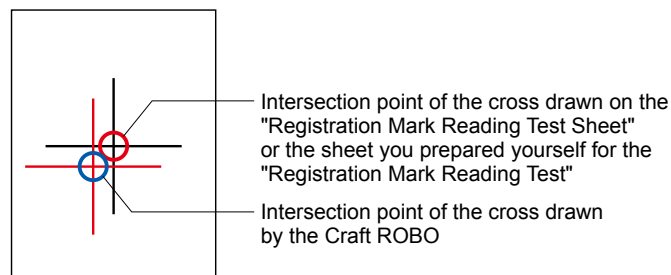 Intersection point of the cross drawn on the
"Registration Mark Reading Test Sheet"
or the sheet you prepared yourself for the
"Registration Mark Reading Test"
Intersection point of the cross drawn
by the Craft ROBO